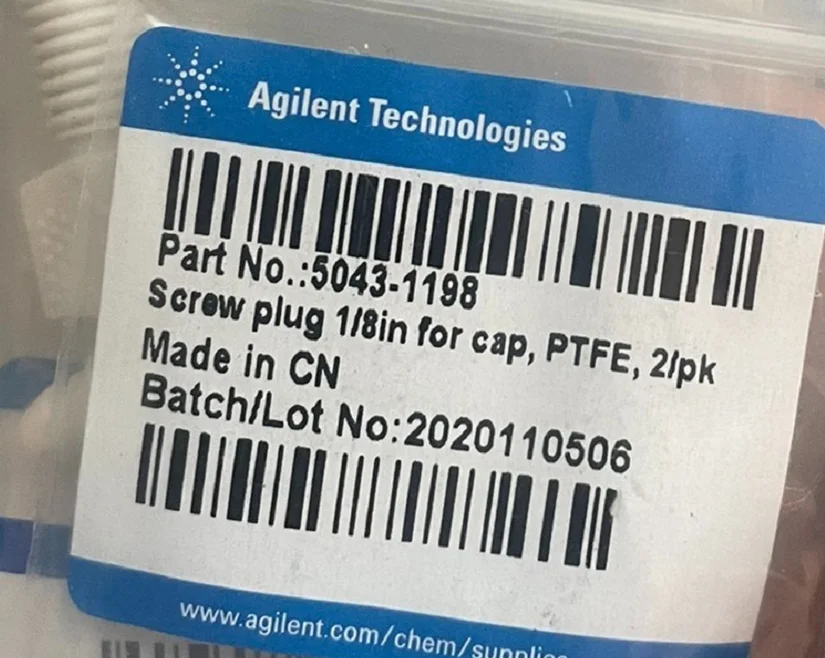 Agilent Technologies
Part No.:5043-1198
Screw plug 1/8in for cap, PTFE, 2/pk
Made in CN
Batch/Lot No:2020110506
www.agilent.com/chem/supplies